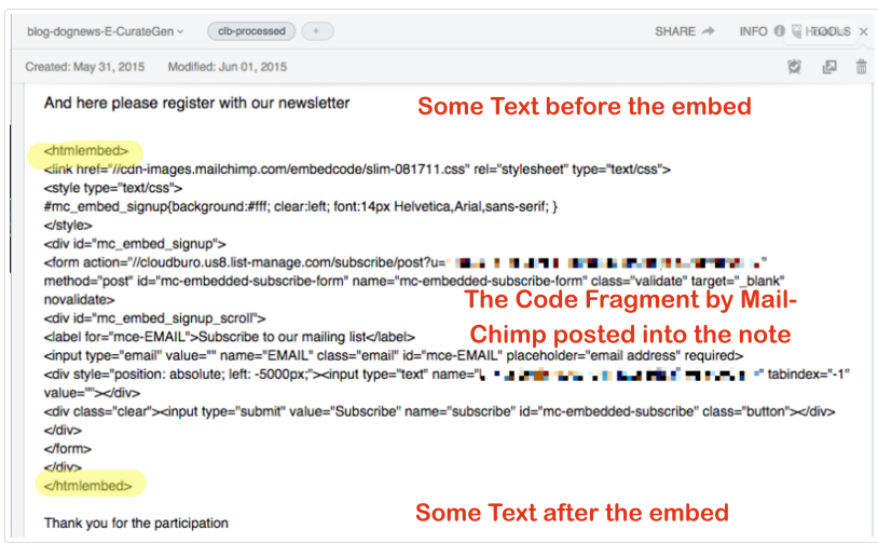 blog-dognews-E-CurateGen clb-processed + SHARE INFO TOOLS
Created: May 31, 2015 Modified: Jun 01, 2015
And here please register with our newsletter
Some Text before the embed
<htmlembed>
<link href="//cdn-images.mailchimp.com/embedcode/slim-081711.css" rel="stylesheet" type="text/css">
<style type="text/css">
#mc_embed_signup{background:#fff; clear:left; font:14px Helvetica,Arial,sans-serif; }
</style>
<div id="mc_embed_signup">
<form action="//cloudburo.us8.list-manage.com/subscribe/post?u= "
method="post" id="mc-embedded-subscribe-form" name="mc-embedded-subscribe-form" class="validate" target="_blank"
novalidate>
The Code Fragment by Mail-
Chimp posted into the note
<div id="mc_embed_signup_scroll">
<label for="mce-EMAIL">Subscribe to our mailing list</label>
<input type="email" value="" name="EMAIL" class="email" id="mce-EMAIL" placeholder="email address" required>
<div style="position: absolute; left: -5000px;"><input type="text" name=" " tabindex="-1"
value=""></div>
<div class="clear"><input type="submit" value="Subscribe" name="subscribe" id="mc-embedded-subscribe" class="button"></div>
</div>
</form>
</div>
</htmlembed>
Some Text after the embed
Thank you for the participation